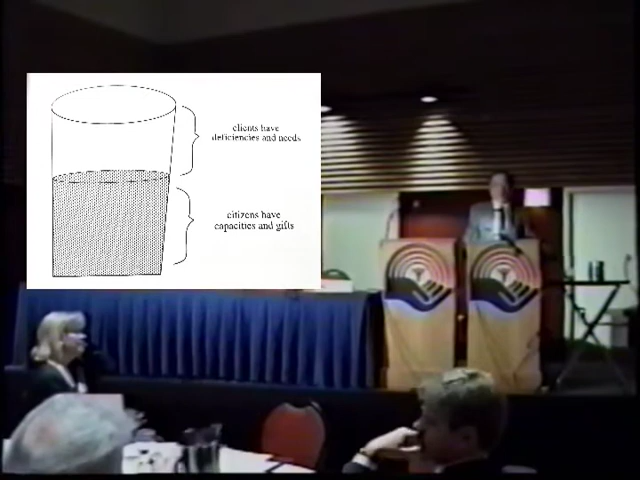 clients have
deficiencies and needs
citizens have
capacities and gifts